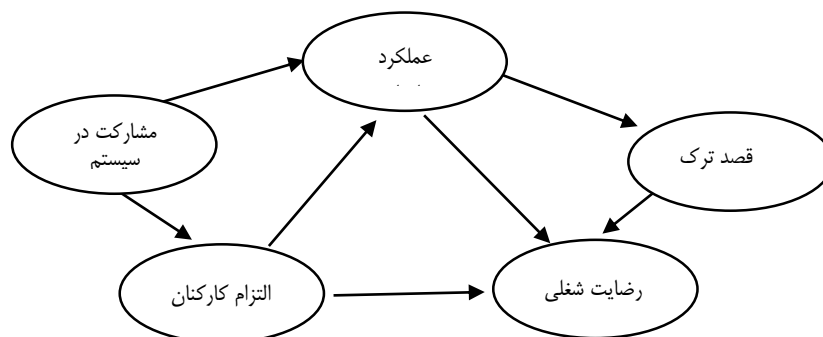 عملکرد
مشارکت در
سیستم
قصد ترک
التزام کارکنان
رضایت شغلی